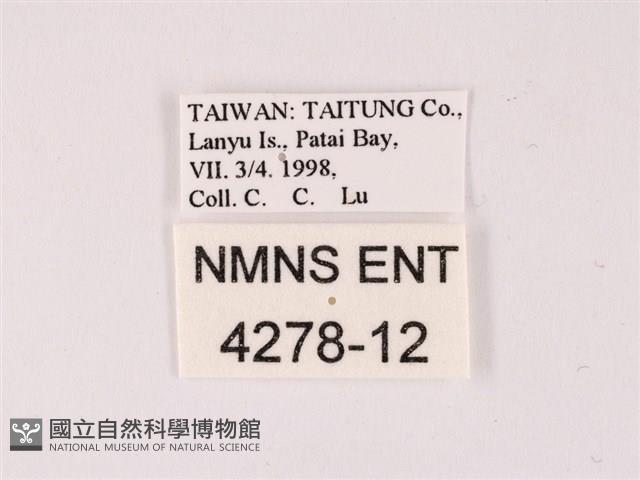 TAIWAN: TAITUNG Co.,
Lanyu Is., Patai Bay,
VII. 3/4. 1998,
Coll. C. C. Lu
NMNS ENT
4278-12
國立自然科學博物館
NATIONAL MUSEUM OF NATURAL SCIENCE